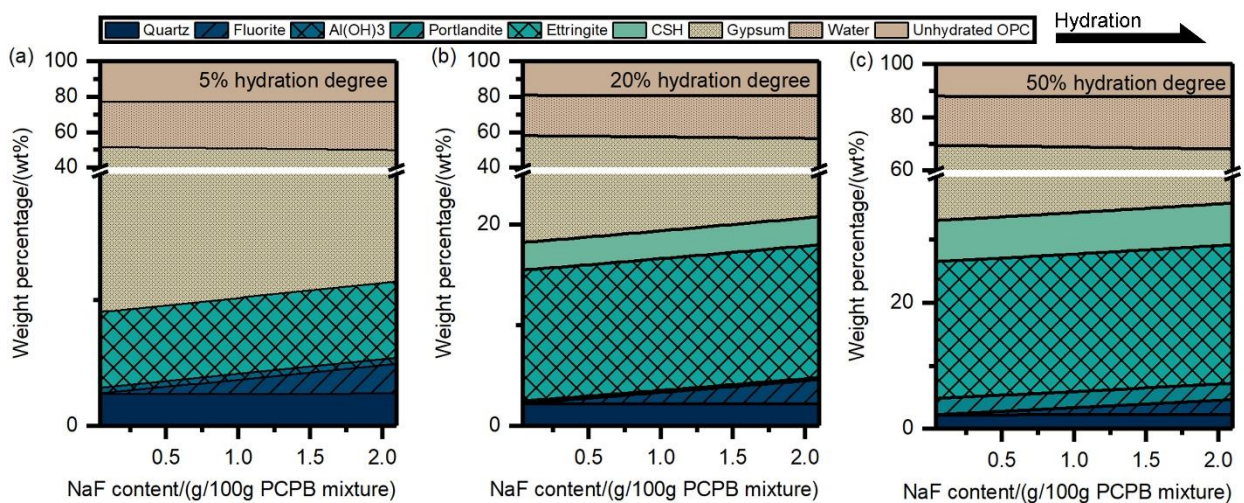 Quartz Fluorite Al(OH)3 Portlandite Ettringite CSH Gypsum Water Unhydrated OPC
Hydration
(a)
5% hydration degree
100
80
60
40
0
Weight percentage/(wt%)
0.5 1.0 1.5 2.0
NaF content/(g/100g PCPB mixture)
(b)
20% hydration degree
100
80
60
40
20
0
Weight percentage/(wt%)
0.5 1.0 1.5 2.0
NaF content/(g/100g PCPB mixture)
(c)
50% hydration degree
100
80
60
20
0
Weight percentage/(wt%)
0.5 1.0 1.5 2.0
NaF content/(g/100g PCPB mixture)